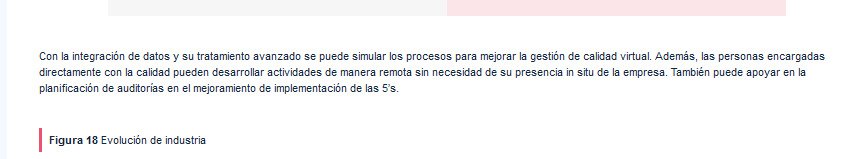 Con la integración de datos y su tratamiento avanzado se puede simular los procesos para mejorar la gestión de calidad virtual. Además, las personas encargadas
directamente con la calidad pueden desarrollar actividades de manera remota sin necesidad de su presencia in situ de la empresa. También puede apoyar en la
planificación de auditorías en el mejoramiento de implementación de las 5's.
Figura 18 Evolución de industria